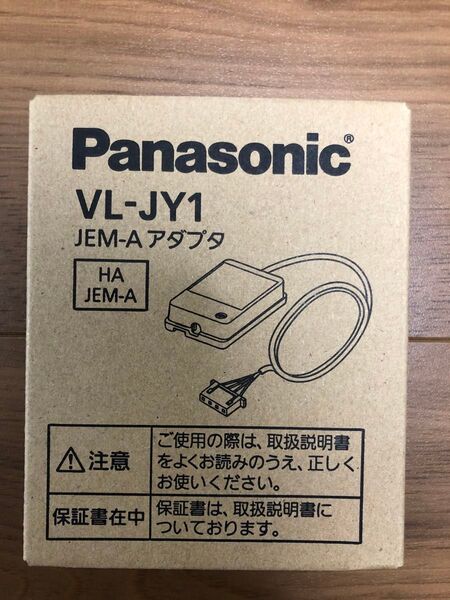 Panasonic®
VL-JY1
JEM-Aアダプタ
HA
JEM-A
注意
ご使用の際は、取扱説明書
をよくお読みのうえ、正しく
お使いください。
保証書在中
保証書は、取扱説明書に
ついております。